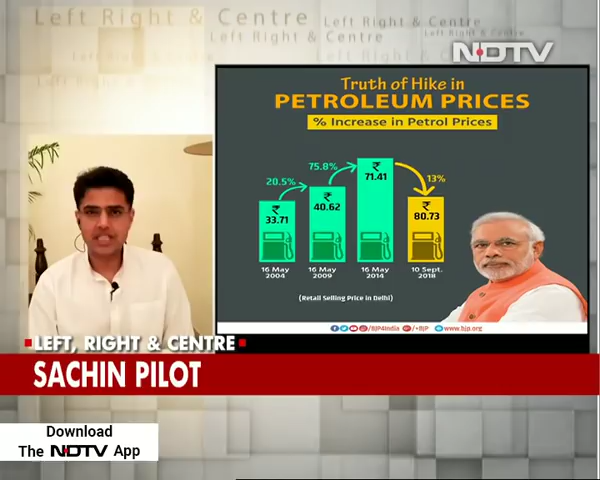 Left Right & Centre
Left Right & Centre
Left Right & Centre
NDTV
Truth of Hike in
PETROLEUM PRICES
% Increase in Petrol Prices
20.5%
75.8%
13%
₹
33.71
₹
40.62
₹
71.41
₹
80.73
16 May
2004
16 May
2009
16 May
2014
10 Sept.
2018
(Retail Selling Price in Delhi)
/BJP4India
/+BJP
www.bjp.org
LEFT, RIGHT & CENTRE
SACHIN PILOT
Download
The NDTV App